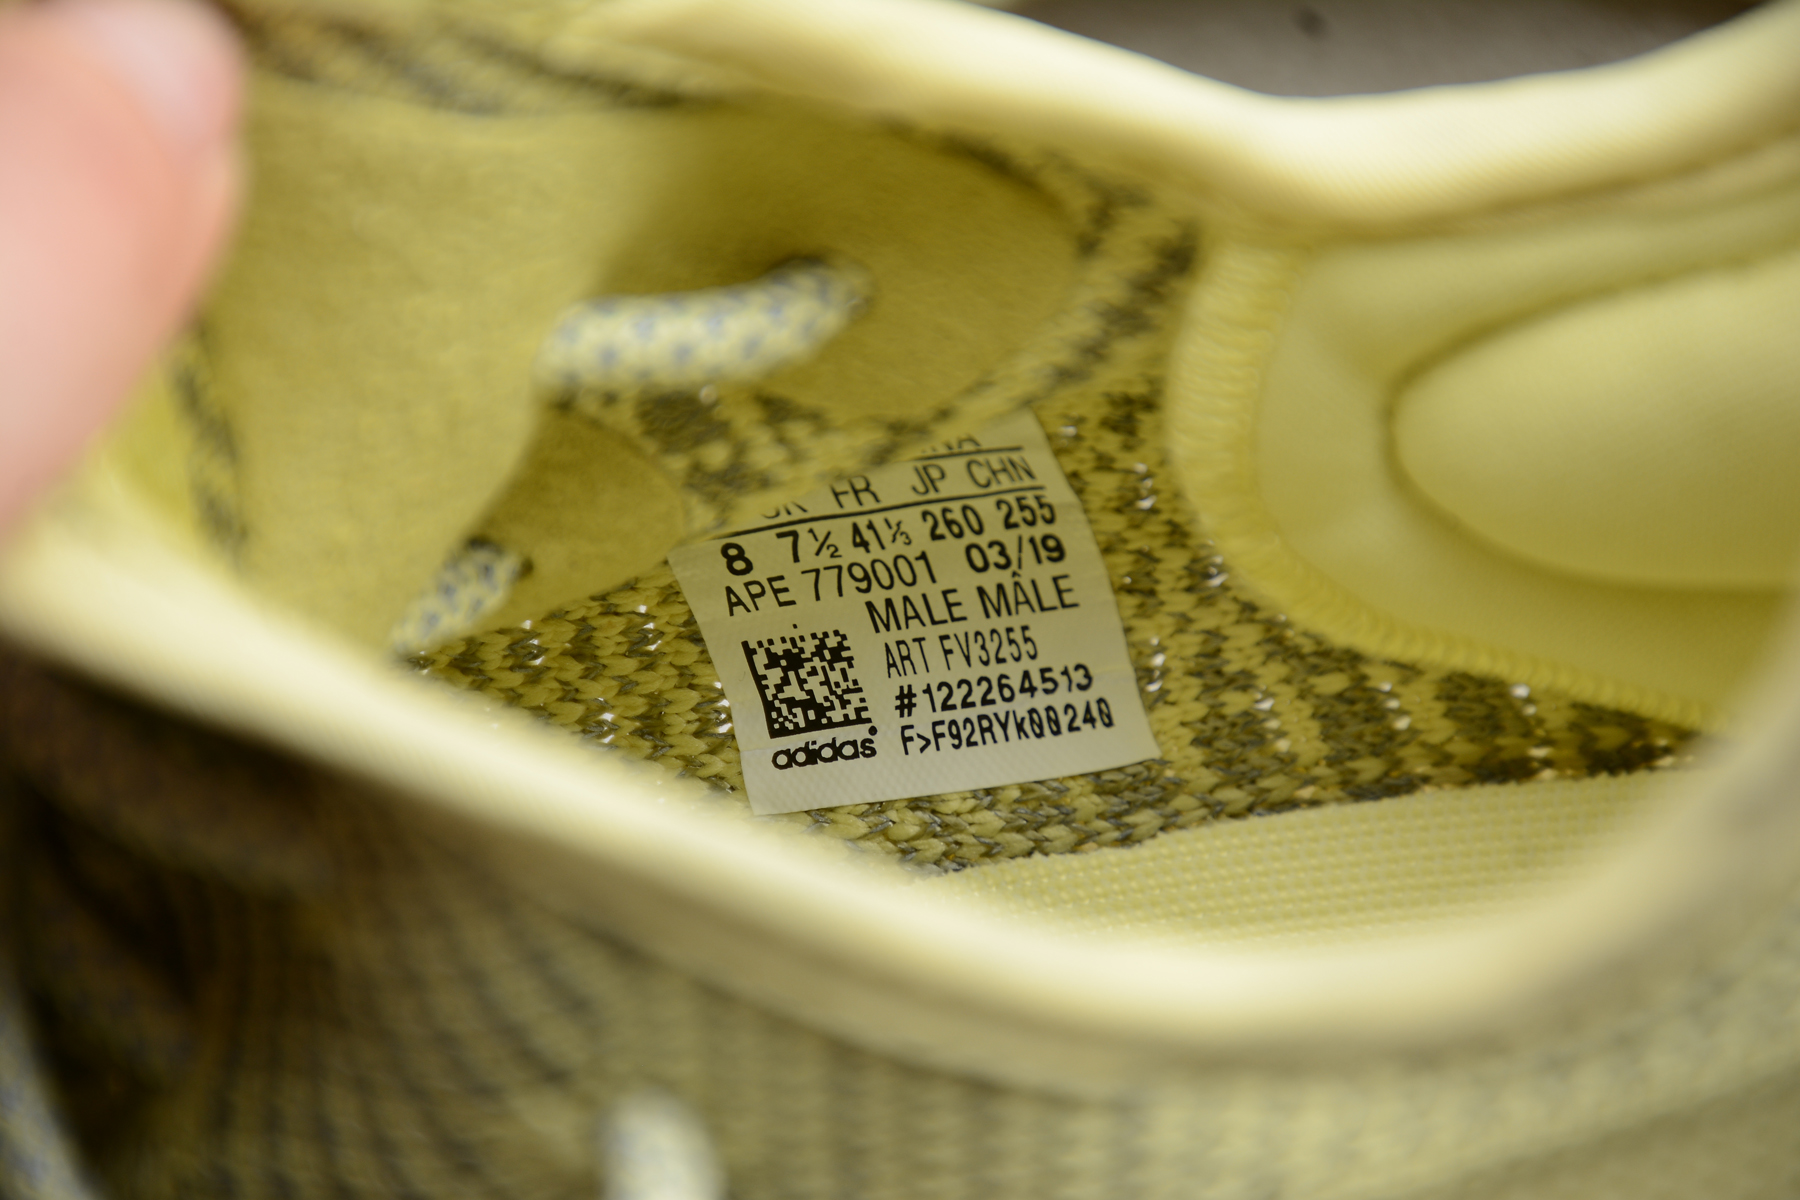 FR JP CHN
8 7½ 41⅓ 260 255
APE 779001 03/19
MALE MÂLE
ART FV3255
#122264513
F>F92RYk00240
adidas